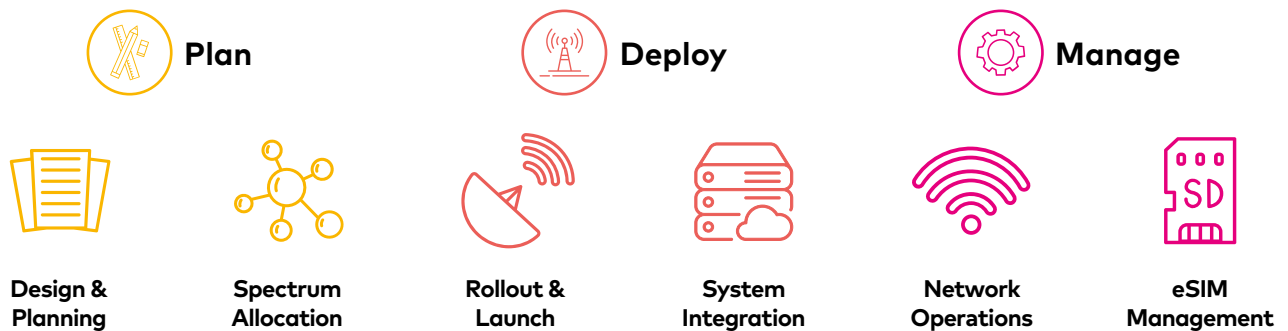 Plan
Deploy
Manage
SD
Design &
Planning
Spectrum
Allocation
Rollout &
Launch
System
Integration
Network
Operations
eSIM
Management